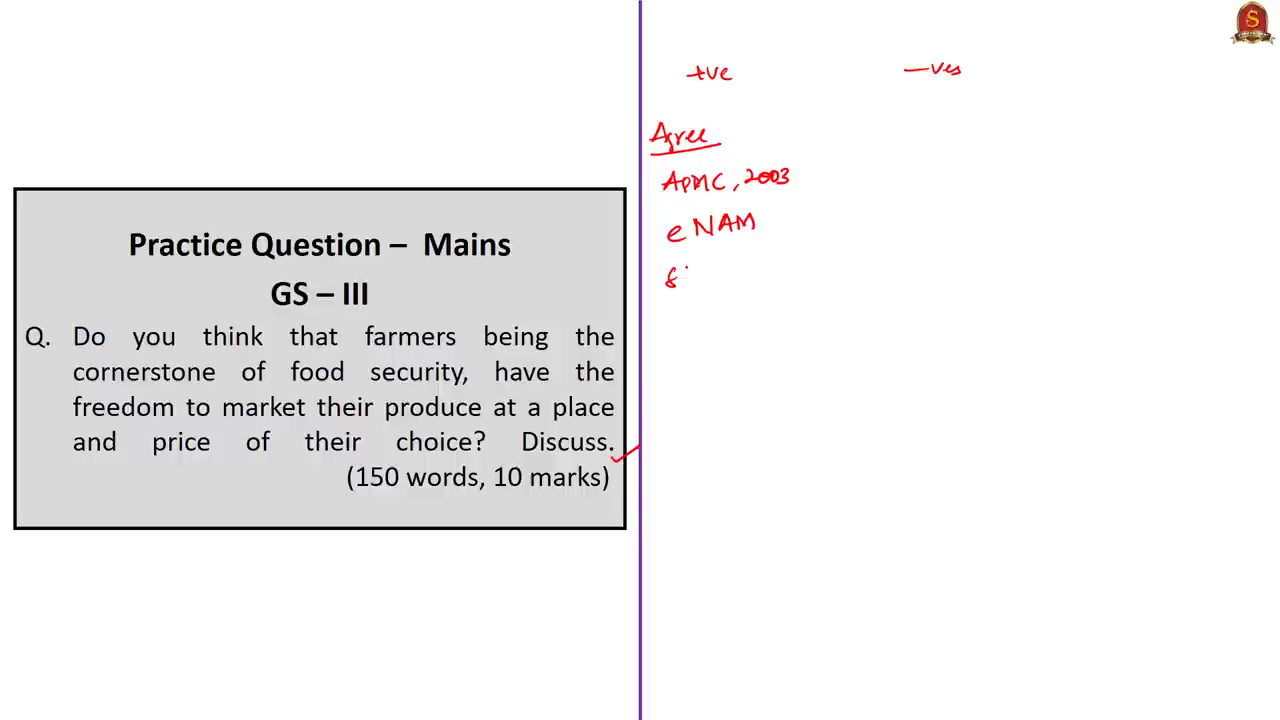 Practice Question – Mains
GS – III
Q. Do you think that farmers being the
cornerstone of food security, have the
freedom to market their produce at a place
and price of their choice? Discuss.
(150 words, 10 marks)
+ve
—ves
Agree
APMC, 2003
eNAM